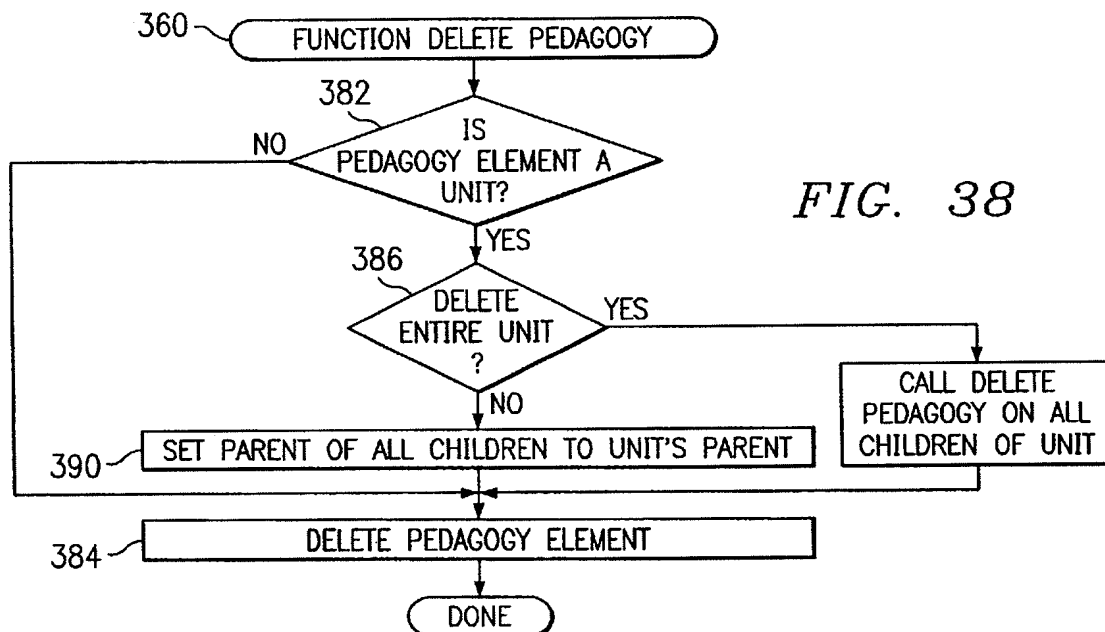 360
FUNCTION DELETE PEDAGOGY
382
IS
PEDAGOGY ELEMENT A
UNIT?
NO
YES
FIG. 38
386
DELETE
ENTIRE UNIT
?
YES
NO
CALL DELETE
PEDAGOGY ON ALL
CHILDREN OF UNIT
390
SET PARENT OF ALL CHILDREN TO UNIT'S PARENT
384
DELETE PEDAGOGY ELEMENT
DONE